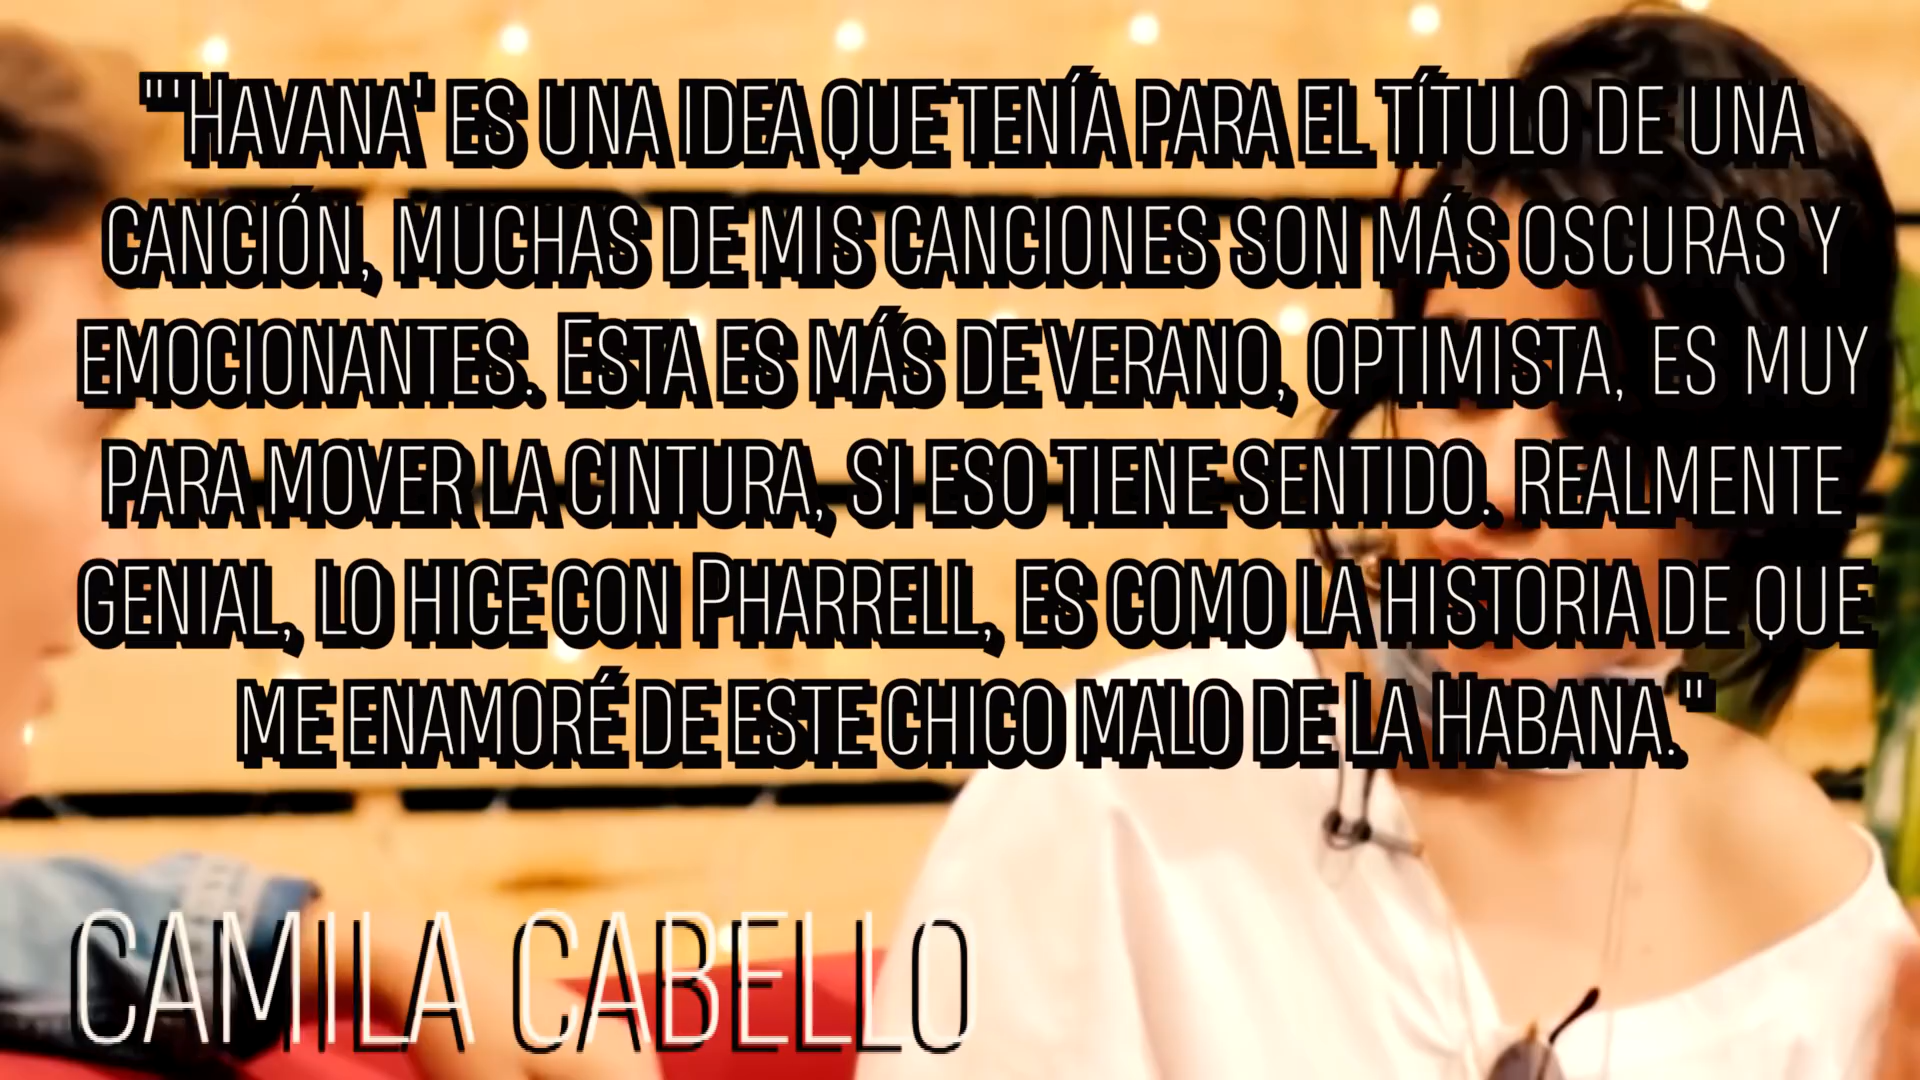 "'Havana' es una idea que tenía para el título de una
canción, muchas de mis canciones son más oscuras y
emocionantes. Esta es más de verano, optimista, es muy
para mover la cintura, si eso tiene sentido. realmente
genial, lo hice con Pharrell, es como la historia de que
me enamoré de este chico malo de La Habana."
CAMILA CABELLO